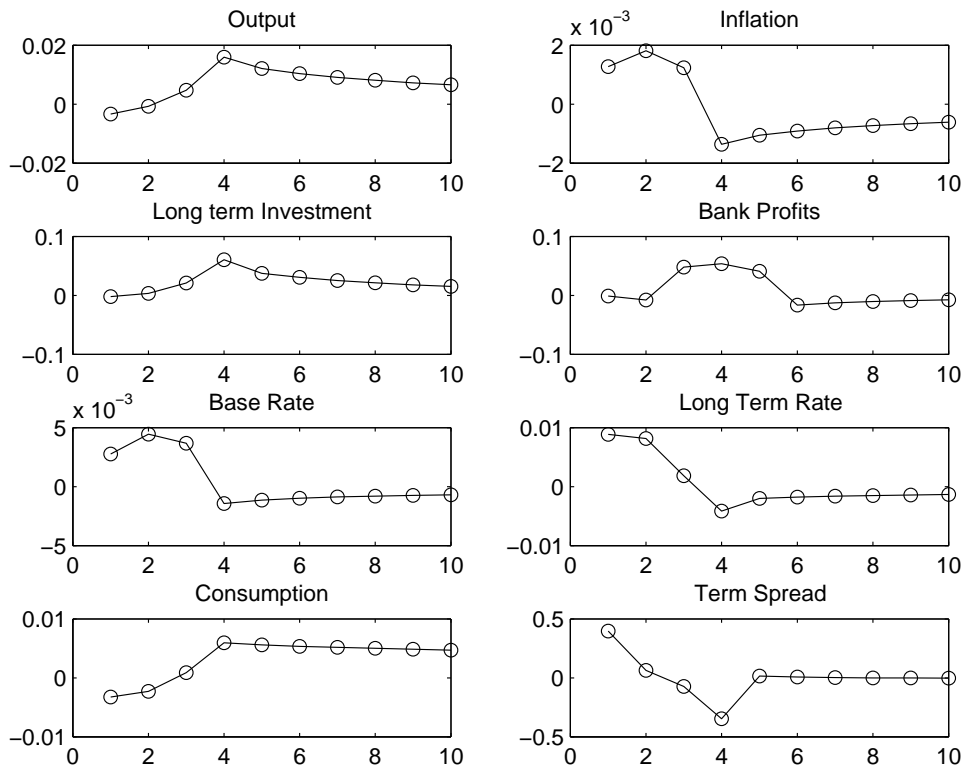 Output
0.02
0
−0.02
0 2 4 6 8 10
Inflation
x 10−3
2
0
−2
0 2 4 6 8 10
Long term Investment
0.1
0
−0.1
0 2 4 6 8 10
Bank Profits
0.1
0
−0.1
0 2 4 6 8 10
Base Rate
x 10−3
5
0
−5
0 2 4 6 8 10
Long Term Rate
0.01
0
−0.01
0 2 4 6 8 10
Consumption
0.01
0
−0.01
0 2 4 6 8 10
Term Spread
0.5
0
−0.5
0 2 4 6 8 10